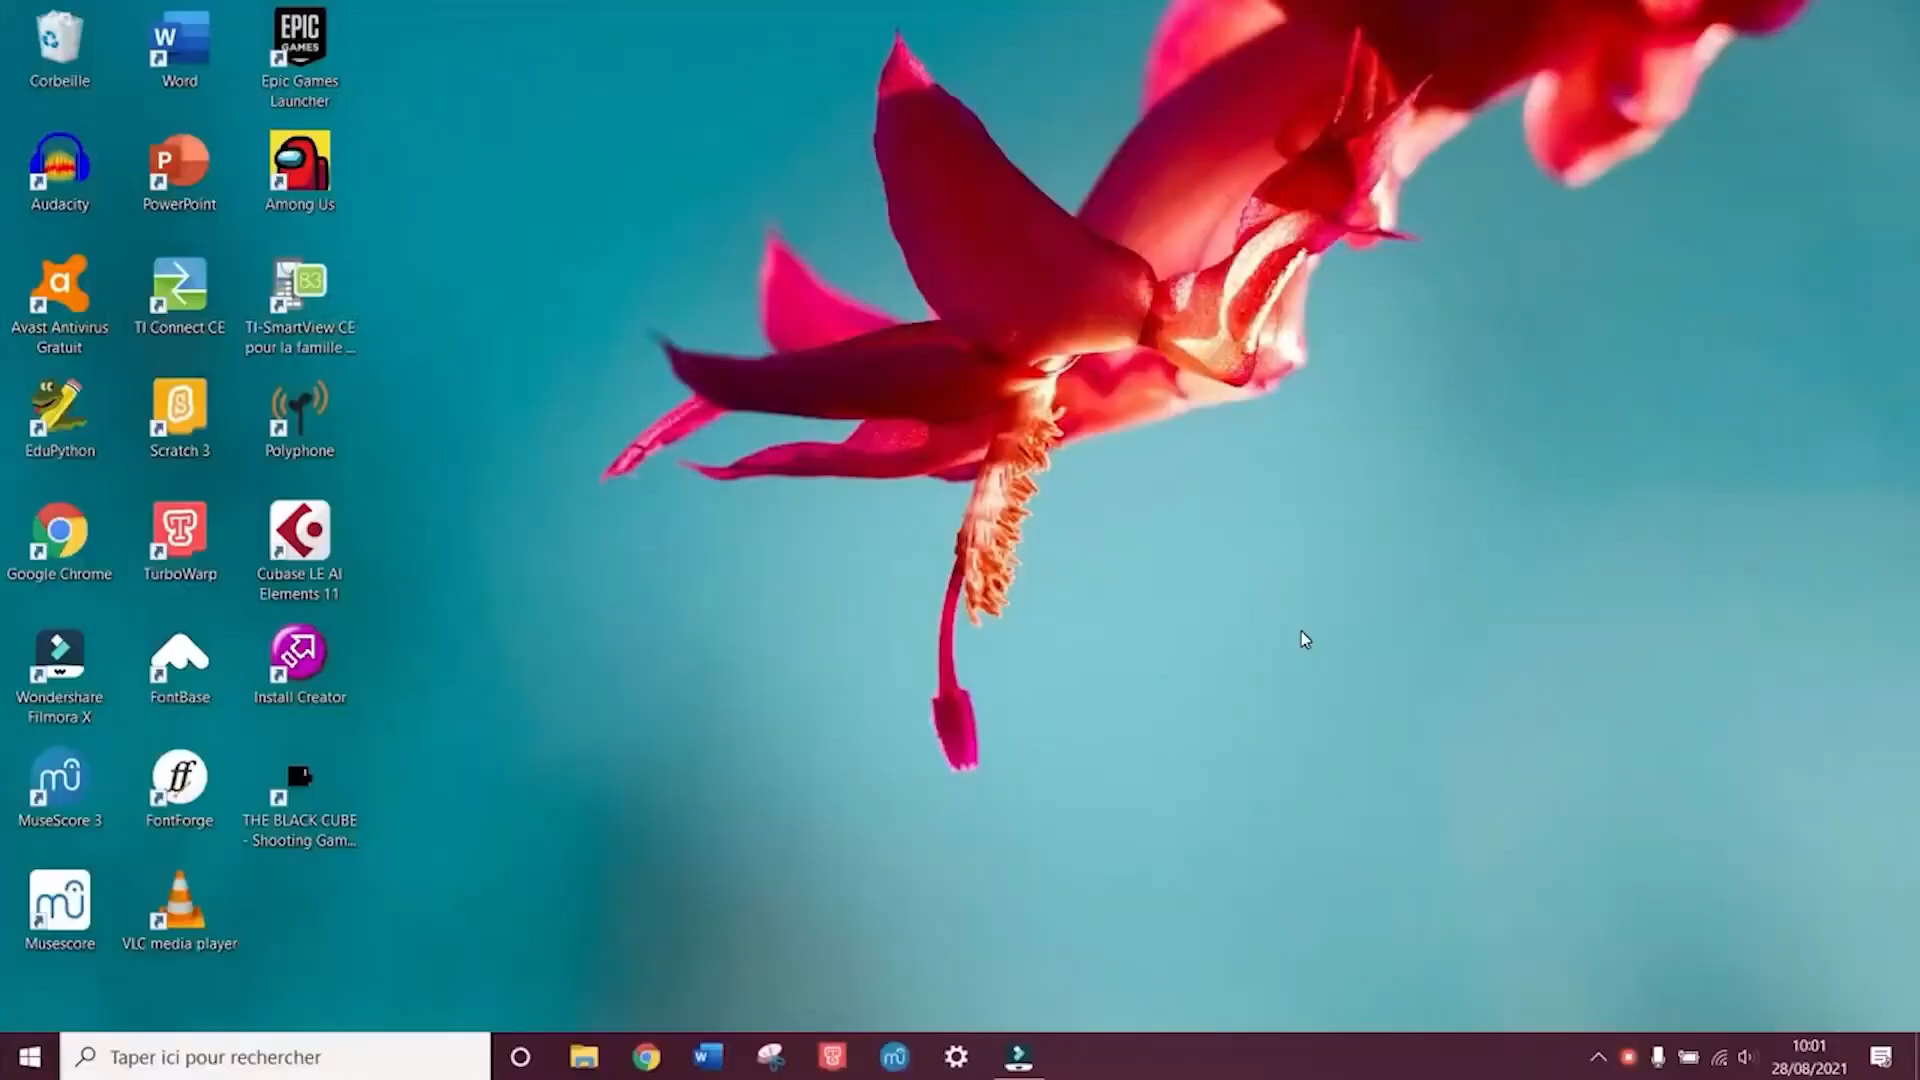 Corbeille
Word
EPIC
GAMES
Epic Games
Launcher
Audacity
PowerPoint
Among Us
Avast Antivirus
Gratuit
TI Connect CE
83
TI-SmartView CE
pour la famille ...
EduPython
Scratch 3
Polyphone
Google Chrome
TurboWarp
Cubase LE AI
Elements 11
Wondershare
Filmora X
FontBase
Install Creator
MuseScore 3
FontForge
THE BLACK CUBE
- Shooting Gam...
Musescore
VLC media player
Taper ici pour rechercher
10:01
28/08/2021